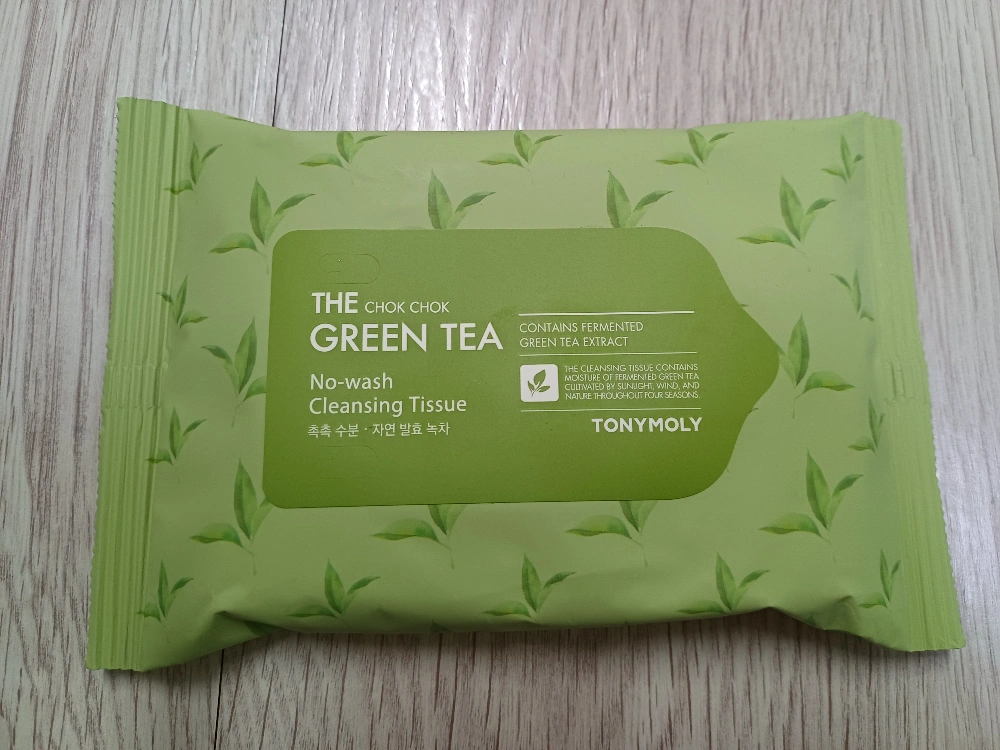 THE CHOK CHOK
GREEN TEA
No-wash
Cleansing Tissue
촉촉 수분 · 자연 발효 녹차
CONTAINS FERMENTED
GREEN TEA EXTRACT
THE CLEANSING TISSUE CONTAINS
MOISTURE OF FERMENTED GREEN TEA
CULTIVATED BY SUNLIGHT, WIND, AND
NATURE THROUGHOUT FOUR SEASONS.
TONYMOLY